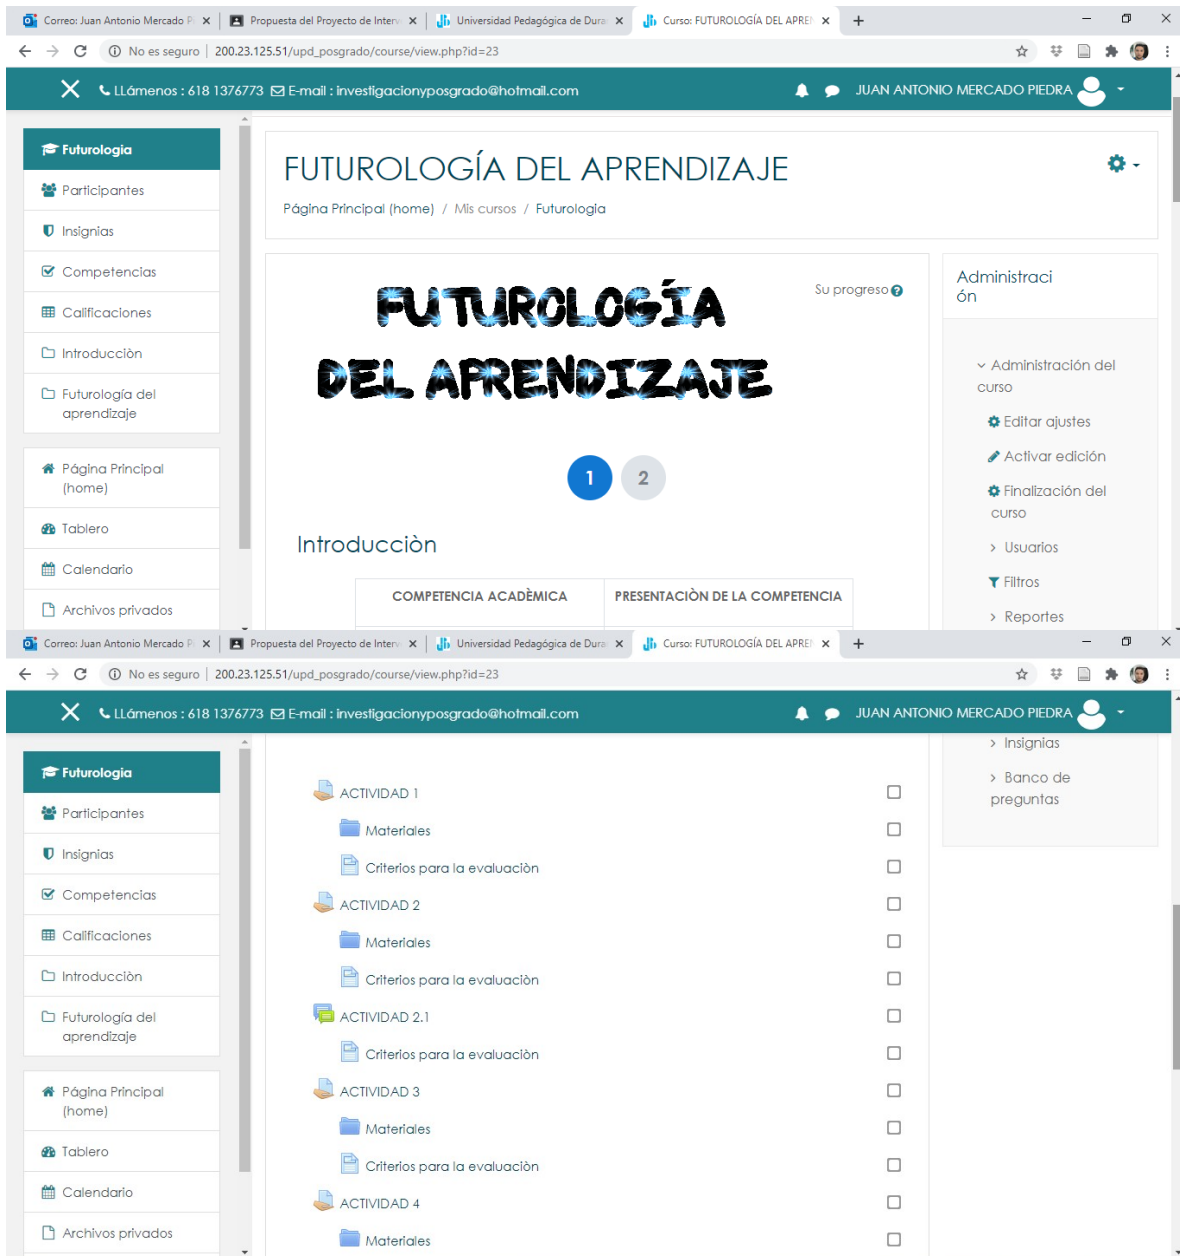 Correo: Juan Antonio Mercado Pi
Propuesta del Proyecto de Interv
Universidad Pedagógica de Dura
Curso: FUTUROLOGÍA DEL APREN
No es seguro | 200.23.125.51/upd_posgrado/course/view.php?id=23
LLámenos : 618 1376773 E-mail : investigacionyposgrado@hotmail.com
JUAN ANTONIO MERCADO PIEDRA
Futurologia
Participantes
Insignias
Competencias
Calificaciones
Introducciòn
Futurología del
aprendizaje
Página Principal
(home)
Tablero
Calendario
Archivos privados
FUTUROLOGÍA DEL APRENDIZAJE
Página Principal (home) / Mis cursos / Futurologia
Su progreso
FUTUROLOGÍA
DEL APRENDIZAJE
1 2
Introducciòn
COMPETENCIA ACADÈMICA PRESENTACIÒN DE LA COMPETENCIA
Administraci
ón
Administración del
curso
Editar ajustes
Activar edición
Finalización del
curso
Usuarios
Filtros
Reportes
Correo: Juan Antonio Mercado Pi
Propuesta del Proyecto de Interv
Universidad Pedagógica de Dura
Curso: FUTUROLOGÍA DEL APREN
No es seguro | 200.23.125.51/upd_posgrado/course/view.php?id=23
LLámenos : 618 1376773 E-mail : investigacionyposgrado@hotmail.com
JUAN ANTONIO MERCADO PIEDRA
Futurologia
Participantes
Insignias
Competencias
Calificaciones
Introducciòn
Futurología del
aprendizaje
Página Principal
(home)
Tablero
Calendario
Archivos privados
ACTIVIDAD 1
Materiales
Criterios para la evaluaciòn
ACTIVIDAD 2
Materiales
Criterios para la evaluaciòn
ACTIVIDAD 2.1
Criterios para la evaluaciòn
ACTIVIDAD 3
Materiales
Criterios para la evaluaciòn
ACTIVIDAD 4
Materiales
Insignias
Banco de
preguntas